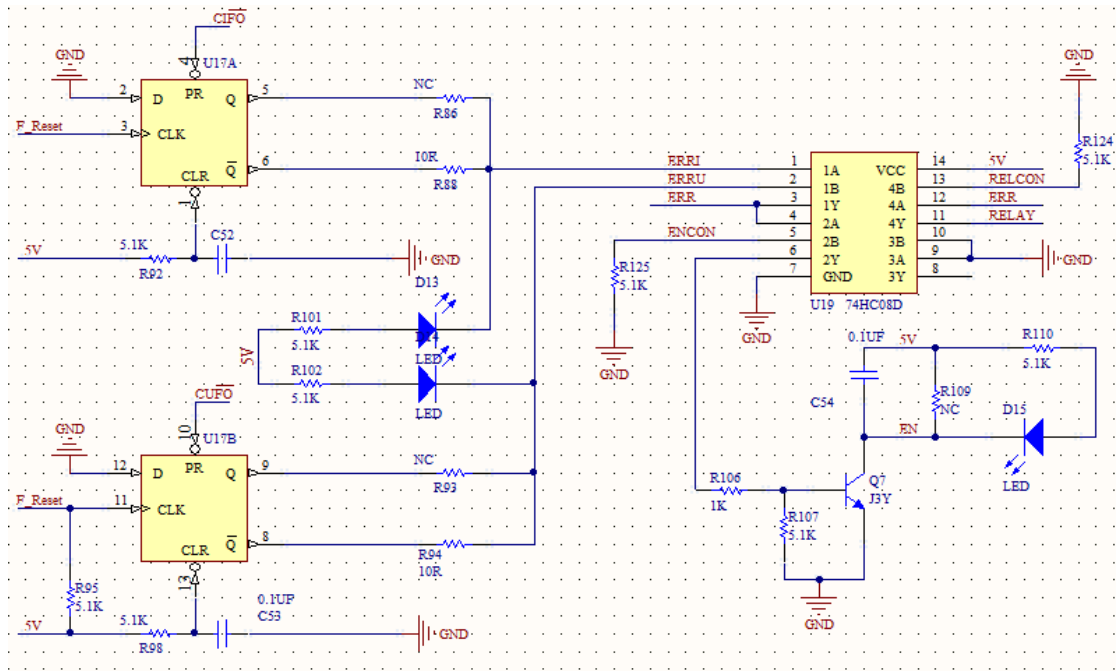 CIFO
GND
4
U17A
2
D
PR
Q
5
NC
R86
F_Reset
3
CLK
10R
Q
6
R88
CLR
1
5V
5.1K
R92
C52
GND
D13
R101
5.1K
D14
LED
5V
R102
5.1K
LED
CUFO
GND
10
U17B
12
D
PR
Q
9
NC
R93
F_Reset
11
CLK
CLR
Q
8
R94
10R
13
R95
5.1K
5V
5.1K
R98
0.1UF
C53
GND
GND
R124
5.1K
ERRI
1
1A
VCC
14
5V
ERRU
2
1B
4B
13
RELCON
ERR
3
1Y
4A
12
ERR
4
2A
4Y
11
RELAY
ENCON
5
2B
3B
10
6
2Y
3A
9
GND
7
GND
3Y
8
U19
74HC08D
R125
5.1K
GND
GND
0.1UF
5V
R110
5.1K
C54
R109
NC
D15
EN
LED
R106
1K
Q7
J3Y
R107
5.1K
GND